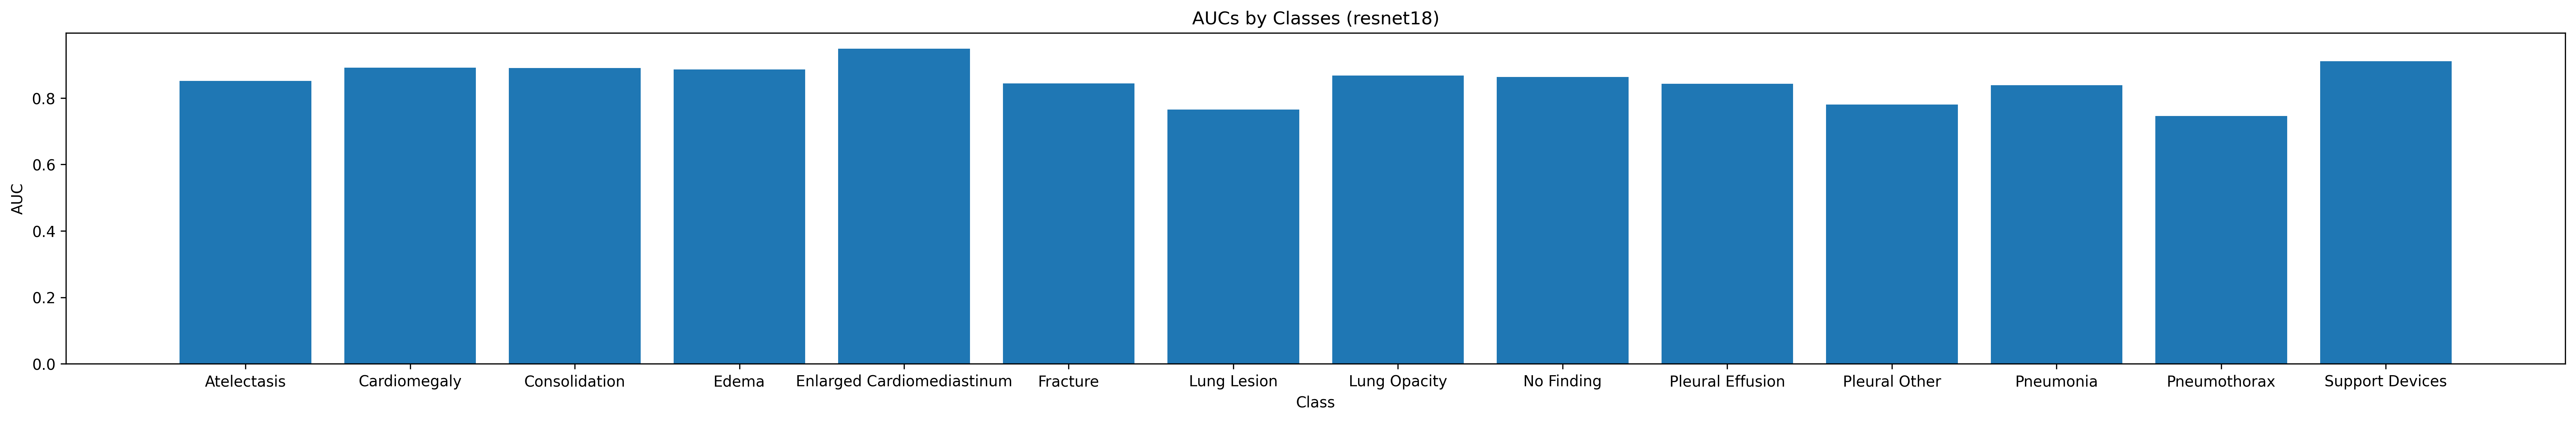 AUCs by Classes (resnet18)
AUC
0.8
0.6
0.4
0.2
0.0
Atelectasis Cardiomegaly Consolidation Edema Enlarged Cardiomediastinum Fracture Lung Lesion Lung Opacity No Finding Pleural Effusion Pleural Other Pneumonia Pneumothorax Support Devices
Class